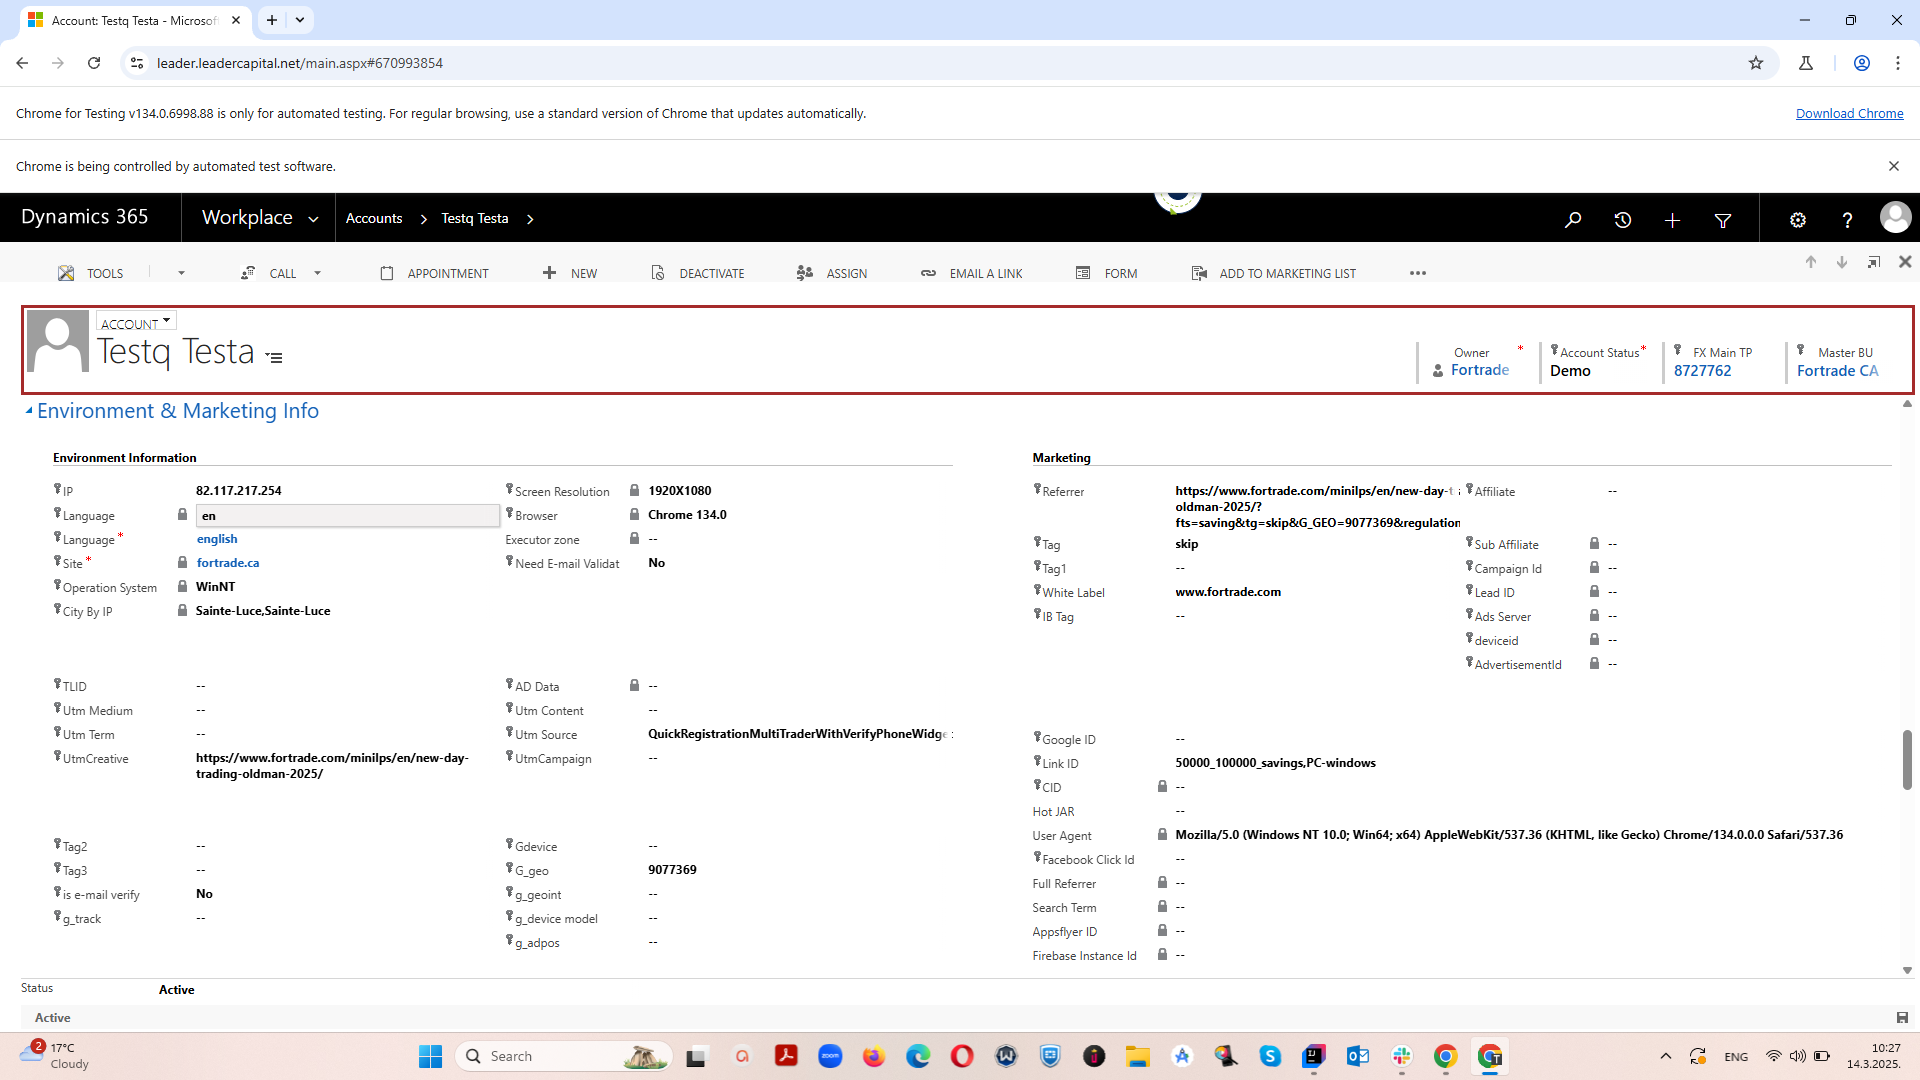 Account: Testq Testa - Microsof
leader.leadercapital.net/main.aspx#670993854
Chrome for Testing v134.0.6998.88 is only for automated testing. For regular browsing, use a standard version of Chrome that updates automatically.
Download Chrome
Chrome is being controlled by automated test software.
Dynamics 365
Workplace
Accounts
Testq Testa
TOOLS
CALL
APPOINTMENT
NEW
DEACTIVATE
ASSIGN
EMAIL A LINK
FORM
ADD TO MARKETING LIST
ACCOUNT
Testq Testa
Owner *
Fortrade
Account Status *
Demo
FX Main TP
8727762
Master BU
Fortrade CA
Environment & Marketing Info
Environment Information
IP 82.117.217.254
Language en
Language * english
Site * fortrade.ca
Operation System WinNT
City By IP Sainte-Luce,Sainte-Luce
Screen Resolution 1920X1080
Browser Chrome 134.0
Executor zone --
Need E-mail Validat No
TLID --
Utm Medium --
Utm Term --
UtmCreative https://www.fortrade.com/minilps/en/new-day-
trading-oldman-2025/
AD Data --
Utm Content --
Utm Source QuickRegistrationMultiTraderWithVerifyPhoneWidge
UtmCampaign --
Tag2 --
Tag3 --
is e-mail verify No
g_track --
Gdevice --
G_geo 9077369
g_geoint --
g_device model --
g_adpos --
Marketing
Referrer https://www.fortrade.com/minilps/en/new-day-t
oldman-2025/?
fts=saving&tg=skip&G_GEO=9077369&regulation
Tag skip
Tag1 --
White Label www.fortrade.com
IB Tag --
Affiliate --
Sub Affiliate --
Campaign Id --
Lead ID --
Ads Server --
deviceid --
AdvertisementId --
Google ID --
Link ID 50000_100000_savings,PC-windows
CID --
Hot JAR --
User Agent Mozilla/5.0 (Windows NT 10.0; Win64; x64) AppleWebKit/537.36 (KHTML, like Gecko) Chrome/134.0.0.0 Safari/537.36
Facebook Click Id --
Full Referrer --
Search Term --
Appsflyer ID --
Firebase Instance Id --
Status Active
Active
2
17°C
Cloudy
Search
zoom
ENG
10:27
14.3.2025.